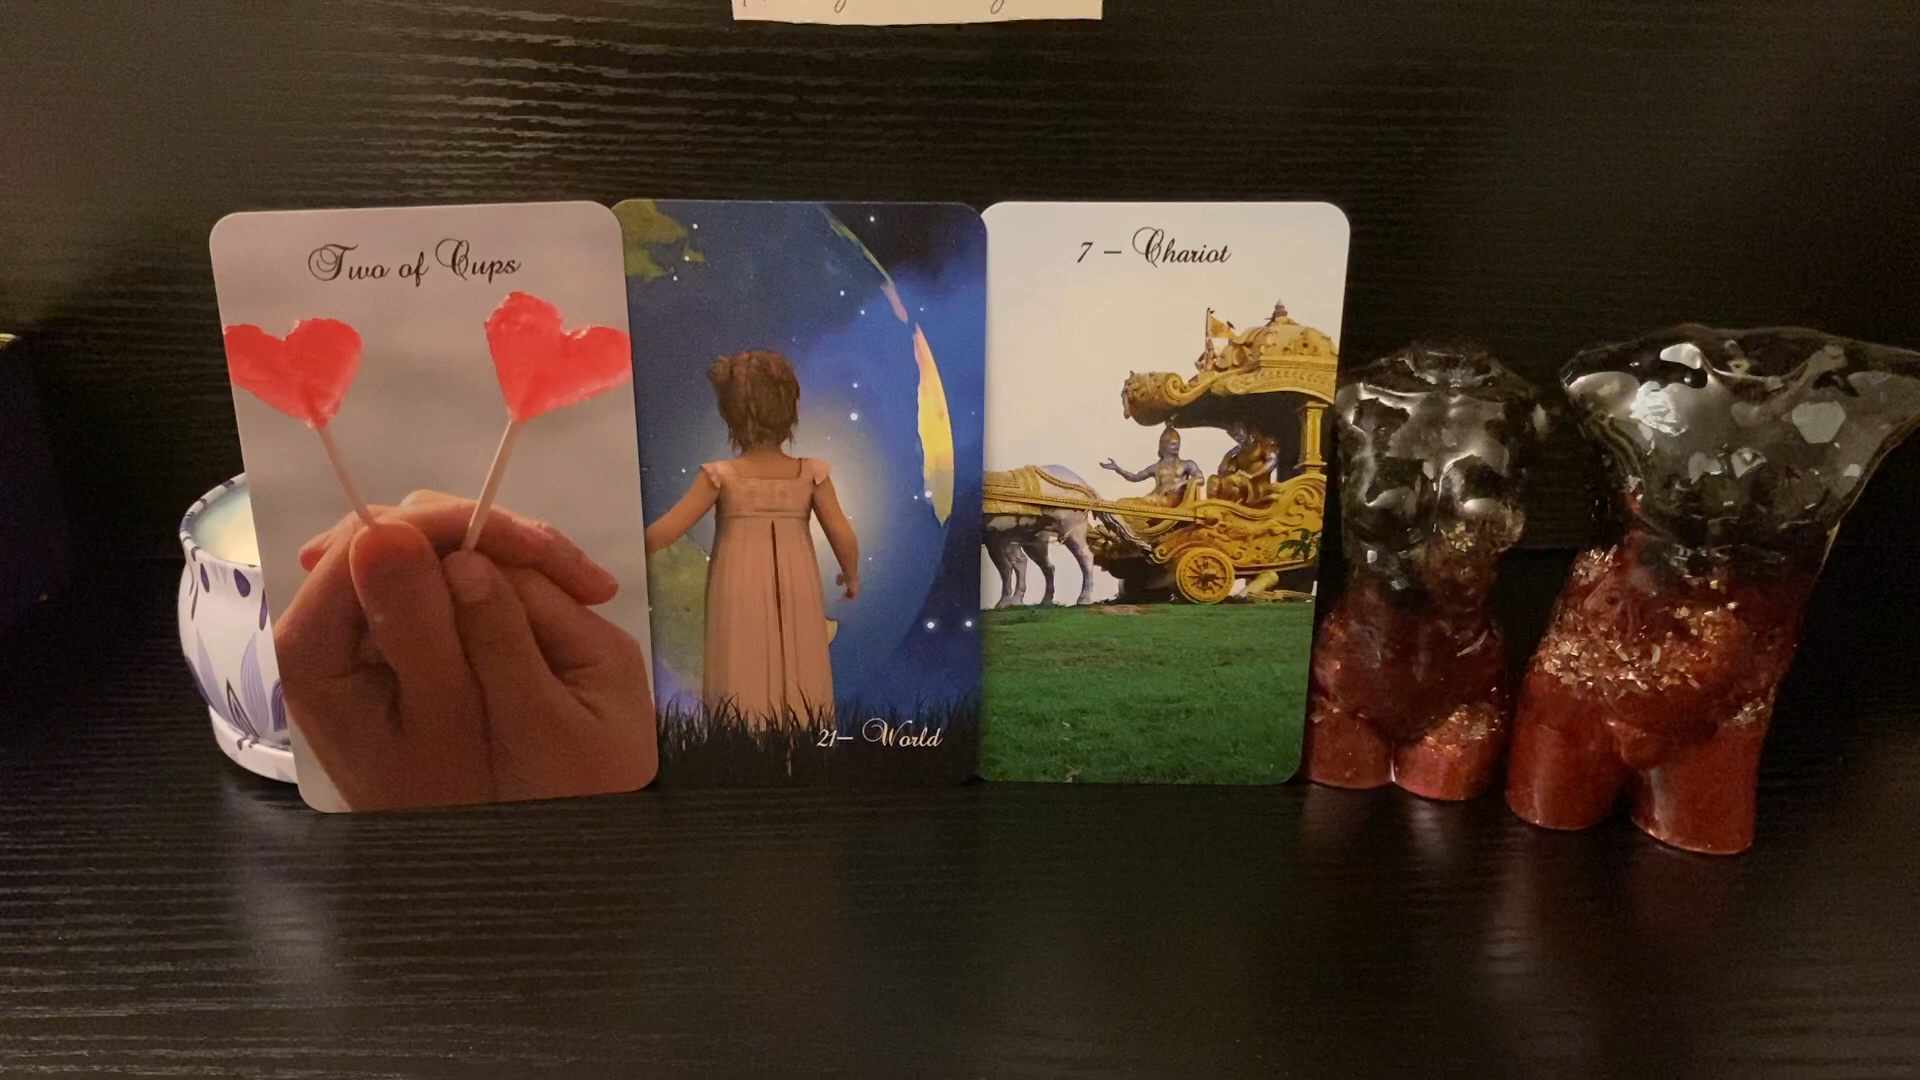 Two of Cups
21– World
7 – Chariot